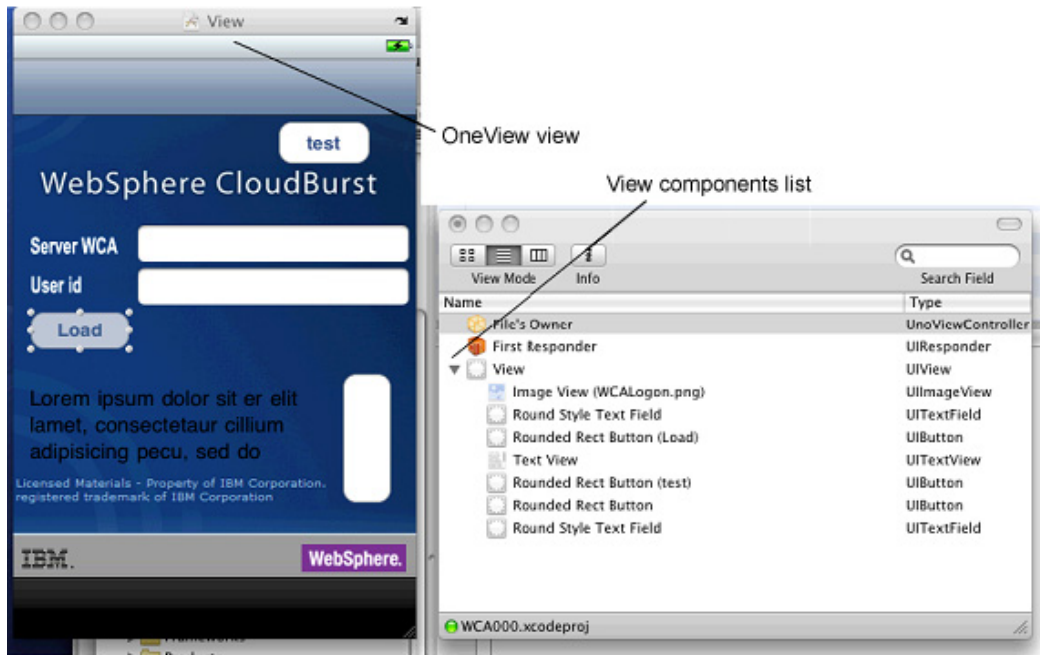 View
OneView view
test
WebSphere CloudBurst
Server WCA
User id
Load
Lorem ipsum dolor sit er elit
lamet, consectetaur cillium
adipisicing pecu, sed do
Licensed Materials - Property of IBM Corporation.
registered trademark of IBM Corporation
IBM.
WebSphere.
View components list
View Mode
Info
Search Field
Name Type
File's Owner UnoViewController
First Responder UIResponder
View UIView
Image View (WCALogon.png) UIImageView
Round Style Text Field UITextField
Rounded Rect Button (Load) UIButton
Text View UITextView
Rounded Rect Button (test) UIButton
Rounded Rect Button UIButton
Round Style Text Field UITextField
WCA000.xcodeproj